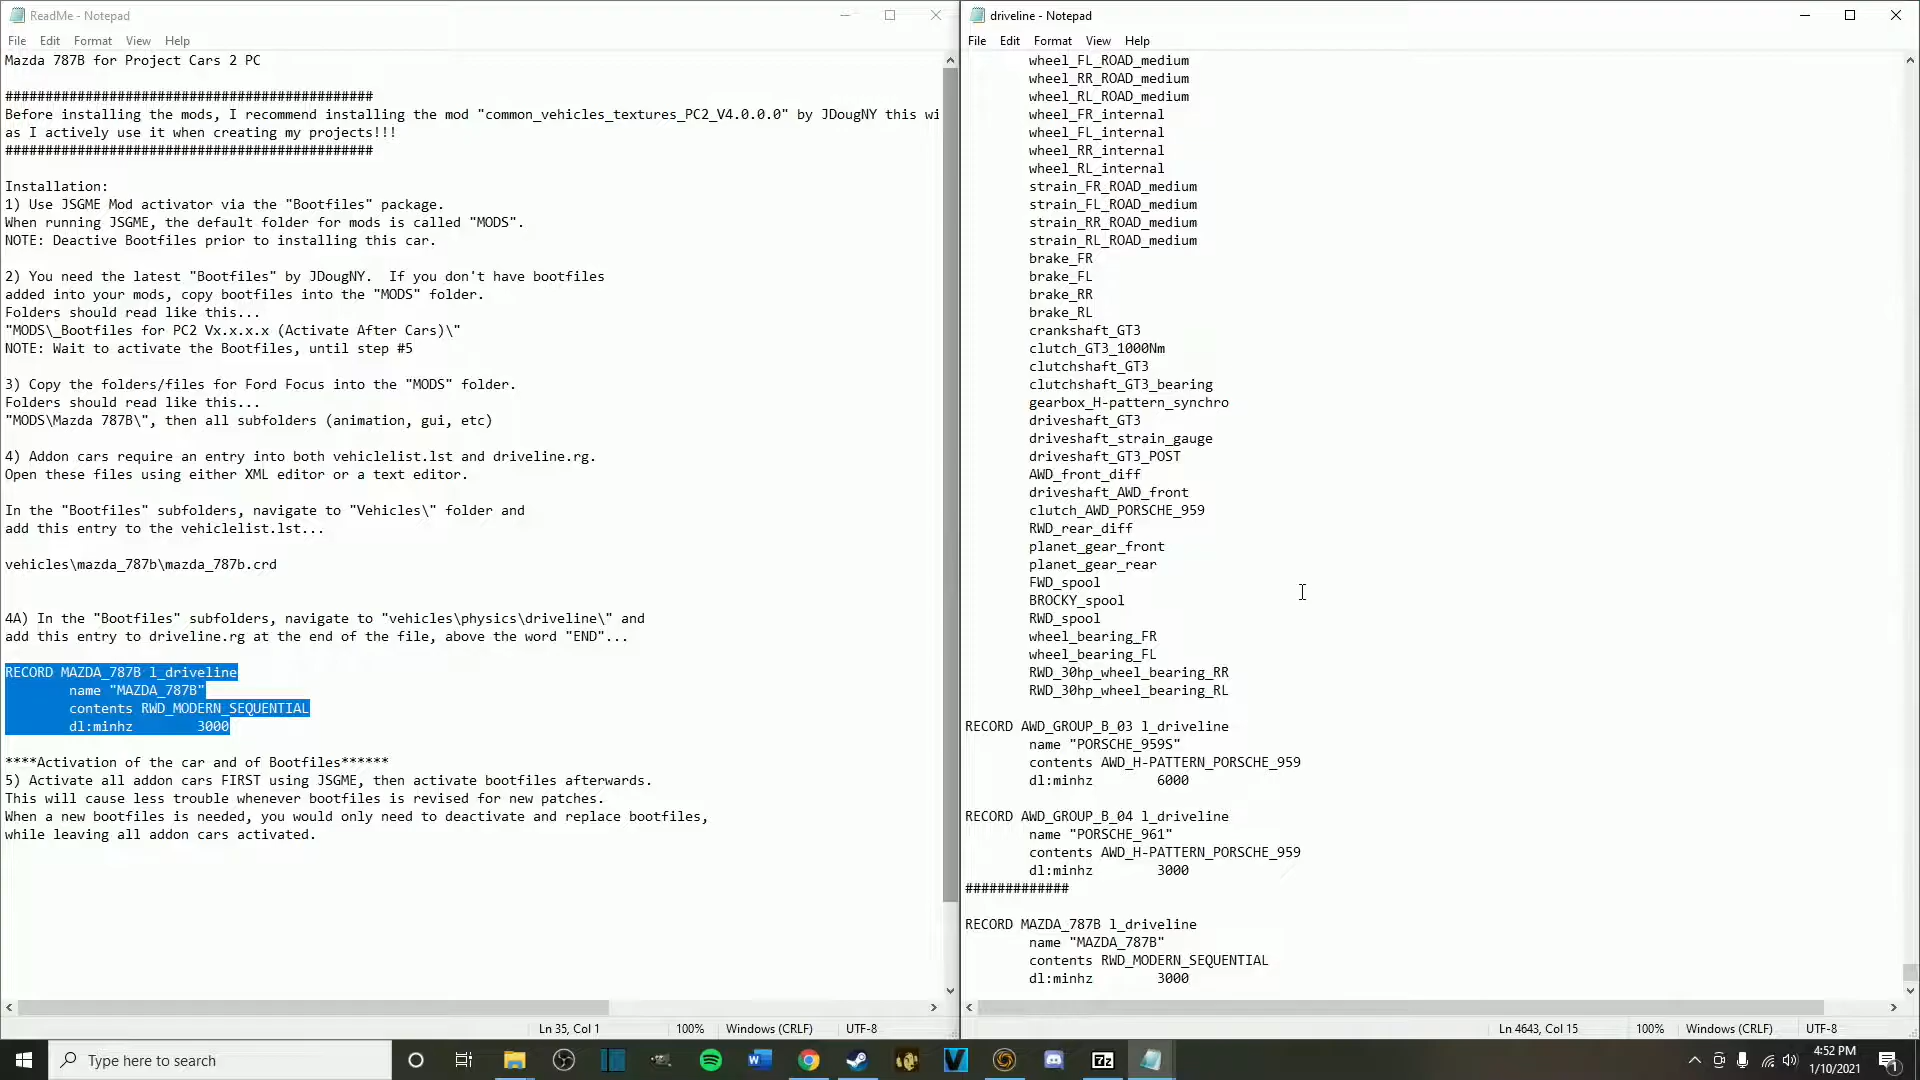 ReadMe - Notepad
File Edit Format View Help
Mazda 787B for Project Cars 2 PC
##############################################
Before installing the mods, I recommend installing the mod "common_vehicles_textures_PC2_V4.0.0.0" by JDougNY this wi
as I actively use it when creating my projects!!!
##############################################
Installation:
1) Use JSGME Mod activator via the "Bootfiles" package.
When running JSGME, the default folder for mods is called "MODS".
NOTE: Deactive Bootfiles prior to installing this car.
2) You need the latest "Bootfiles" by JDougNY.  If you don't have bootfiles
added into your mods, copy bootfiles into the "MODS" folder.
Folders should read like this...
"MODS\_Bootfiles for PC2 Vx.x.x.x (Activate After Cars)\"
NOTE: Wait to activate the Bootfiles, until step #5
3) Copy the folders/files for Ford Focus into the "MODS" folder.
Folders should read like this...
"MODS\Mazda 787B\", then all subfolders (animation, gui, etc)
4) Addon cars require an entry into both vehiclelist.lst and driveline.rg.
Open these files using either XML editor or a text editor.
In the "Bootfiles" subfolders, navigate to "Vehicles\" folder and
add this entry to the vehiclelist.lst...
vehicles\mazda_787b\mazda_787b.crd
4A) In the "Bootfiles" subfolders, navigate to "vehicles\physics\driveline\" and
add this entry to driveline.rg at the end of the file, above the word "END"...
RECORD MAZDA_787B l_driveline
name "MAZDA_787B"
contents RWD_MODERN_SEQUENTIAL
dl:minhz 3000
****Activation of the car and of Bootfiles******
5) Activate all addon cars FIRST using JSGME, then activate bootfiles afterwards.
This will cause less trouble whenever bootfiles is revised for new patches.
When a new bootfiles is needed, you would only need to deactivate and replace bootfiles,
while leaving all addon cars activated.
Ln 35, Col 1 100% Windows (CRLF) UTF-8
driveline - Notepad
File Edit Format View Help
wheel_FL_ROAD_medium
wheel_RR_ROAD_medium
wheel_RL_ROAD_medium
wheel_FR_internal
wheel_FL_internal
wheel_RR_internal
wheel_RL_internal
strain_FR_ROAD_medium
strain_FL_ROAD_medium
strain_RR_ROAD_medium
strain_RL_ROAD_medium
brake_FR
brake_FL
brake_RR
brake_RL
crankshaft_GT3
clutch_GT3_1000Nm
clutchshaft_GT3
clutchshaft_GT3_bearing
gearbox_H-pattern_synchro
driveshaft_GT3
driveshaft_strain_gauge
driveshaft_GT3_POST
AWD_front_diff
driveshaft_AWD_front
clutch_AWD_PORSCHE_959
RWD_rear_diff
planet_gear_front
planet_gear_rear
FWD_spool
BROCKY_spool
RWD_spool
wheel_bearing_FR
wheel_bearing_FL
RWD_30hp_wheel_bearing_RR
RWD_30hp_wheel_bearing_RL
RECORD AWD_GROUP_B_03 l_driveline
name "PORSCHE_959S"
contents AWD_H-PATTERN_PORSCHE_959
dl:minhz 6000
RECORD AWD_GROUP_B_04 l_driveline
name "PORSCHE_961"
contents AWD_H-PATTERN_PORSCHE_959
dl:minhz 3000
#############
RECORD MAZDA_787B l_driveline
name "MAZDA_787B"
contents RWD_MODERN_SEQUENTIAL
dl:minhz 3000
Ln 4643, Col 15 100% Windows (CRLF) UTF-8
Type here to search
W
V
7z
4:52 PM
1/10/2021
1